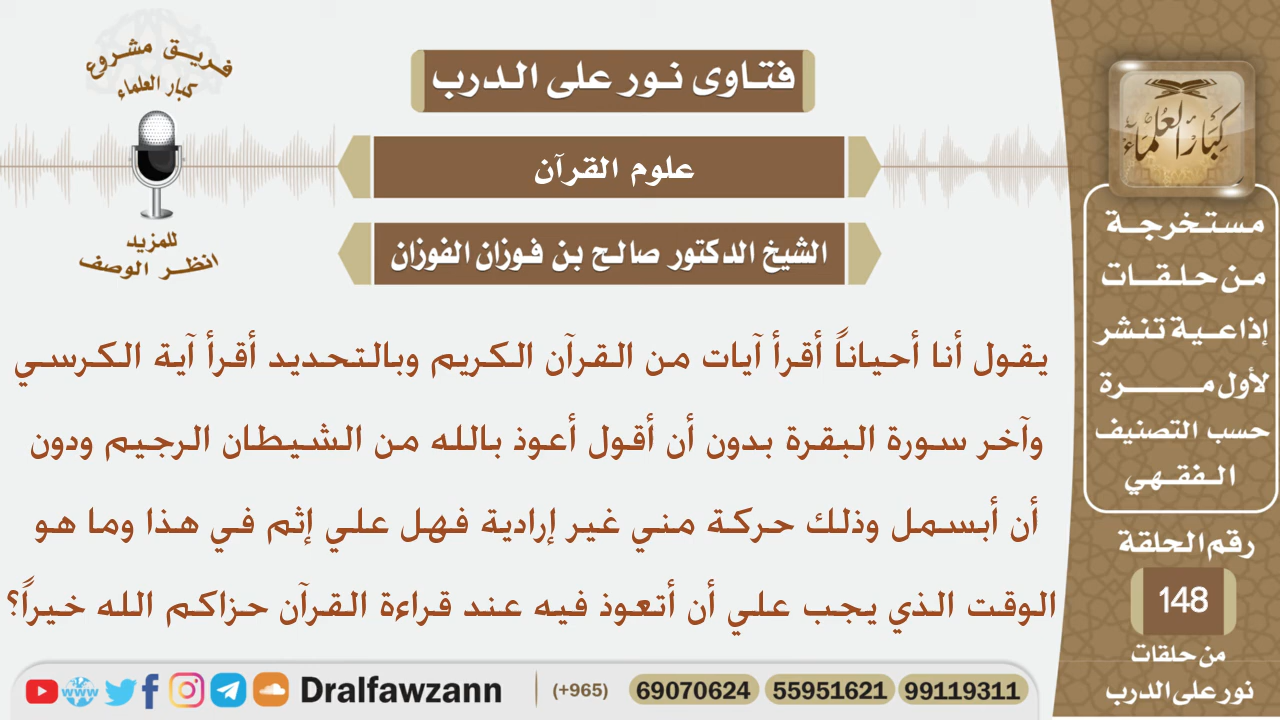 فريق مشروع
كبار العلماء
للمزيد
انظر الوصف
فتاوى نور على الدرب
علوم القرآن
الشيخ الدكتور صالح بن فوزان الفوزان
يقول أنا أحياناً أقرأ آيات من القرآن الكريم وبالتحديد أقرأ آية الكرسي
وآخر سورة البقرة بدون أن أقول أعوذ بالله من الشيطان الرجيم ودون
أن أبسمل وذلك حركة مني غير إرادية فهل علي إثم في هذا وما هو
الوقت الذي يجب علي أن أتعوذ فيه عند قراءة القرآن حزاكم الله خيراً؟
كبار العلماء
مستخرجة
من حلقات
إذاعية تنشر
لأول مرة
حسب التصنيف
الفقهي
رقم الحلقة
148
من حلقات
نور على الدرب
www
Dralfawzann
(+965)
69070624
55951621
99119311